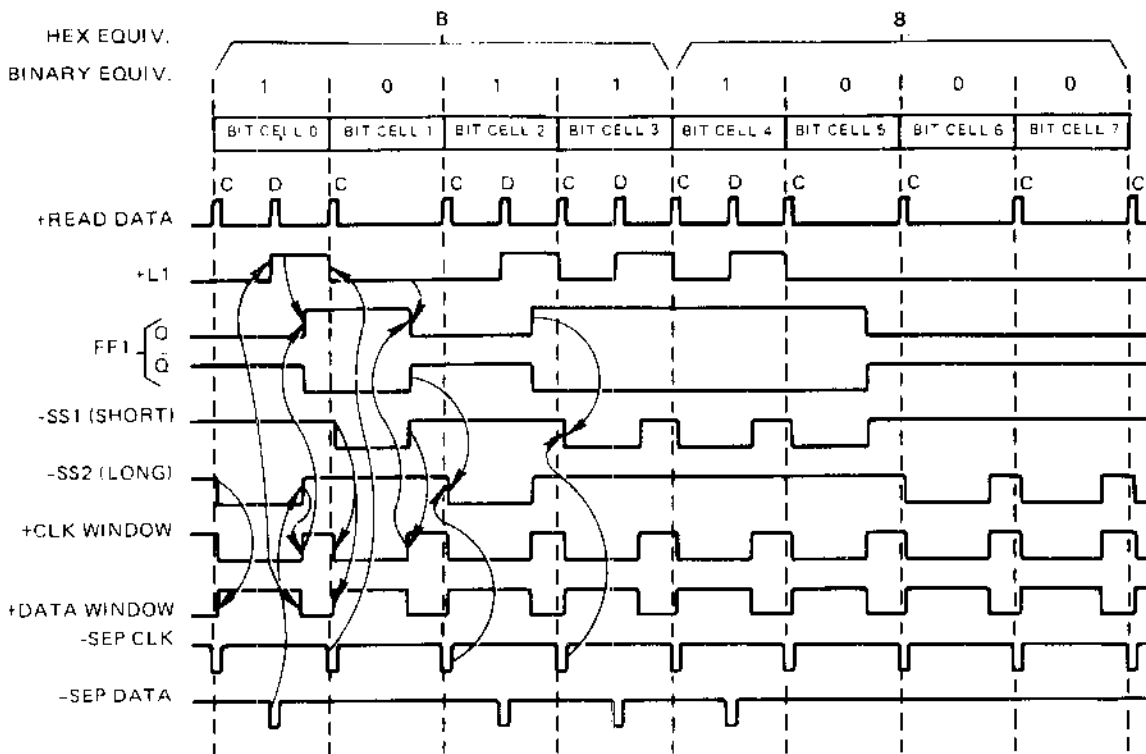 B 8
HEX EQUIV.
BINARY EQUIV.
1 0 1 1 1 0 0 0
BIT CELL 0 BIT CELL 1 BIT CELL 2 BIT CELL 3 BIT CELL 4 BIT CELL 5 BIT CELL 6 BIT CELL 7
C D C C D C D C D C C C C
+READ DATA
+L1
FF1
Q
Q̄
-SS1 (SHORT)
-SS2 (LONG)
+CLK WINDOW
+DATA WINDOW
-SEP CLK
-SEP DATA